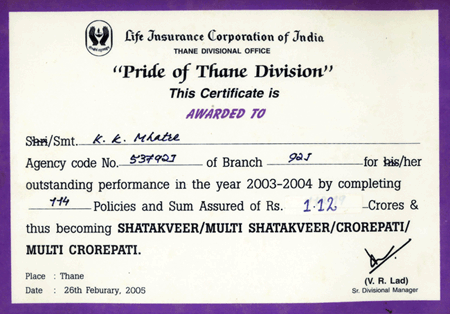 Life Insurance Corporation of India
THANE DIVISIONAL OFFICE
"Pride of Thane Division"
This Certificate is
AWARDED TO
Shri/Smt. K. K. Mhatre
Agency code No. 53792J of Branch 92J for his/her
outstanding performance in the year 2003-2004 by completing
114 Policies and Sum Assured of Rs. 1.12 Crores &
thus becoming SHATAKVEER/MULTI SHATAKVEER/CROREPATI/
MULTI CROREPATI.
(V. R. Lad)
Place : Thane
Sr. Divisional Manager
Date : 26th Feburary, 2005